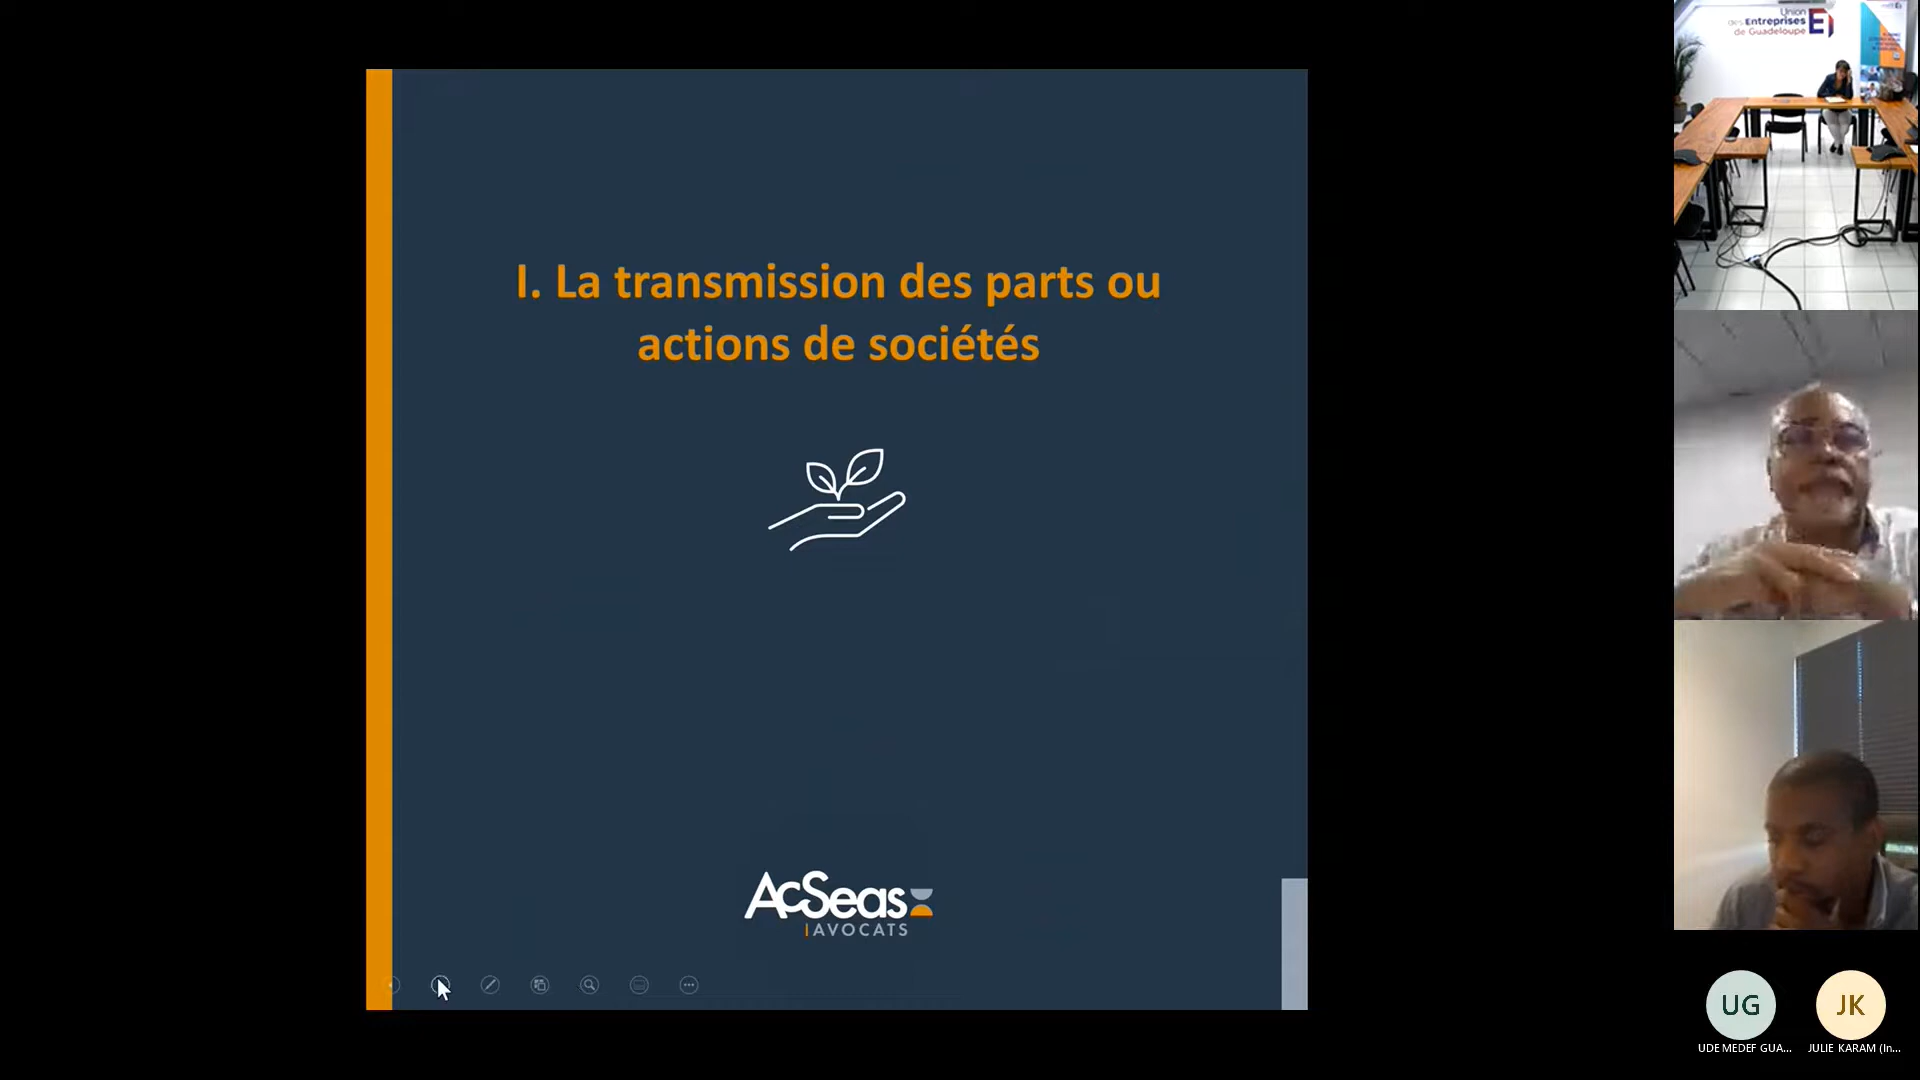 I. La transmission des parts ou
actions de sociétés
AcSeas
AVOCATS
Union
des Entreprises
de Guadeloupe
UG
JK
UDE MEDEF GUA...
JULIE KARAM (In...